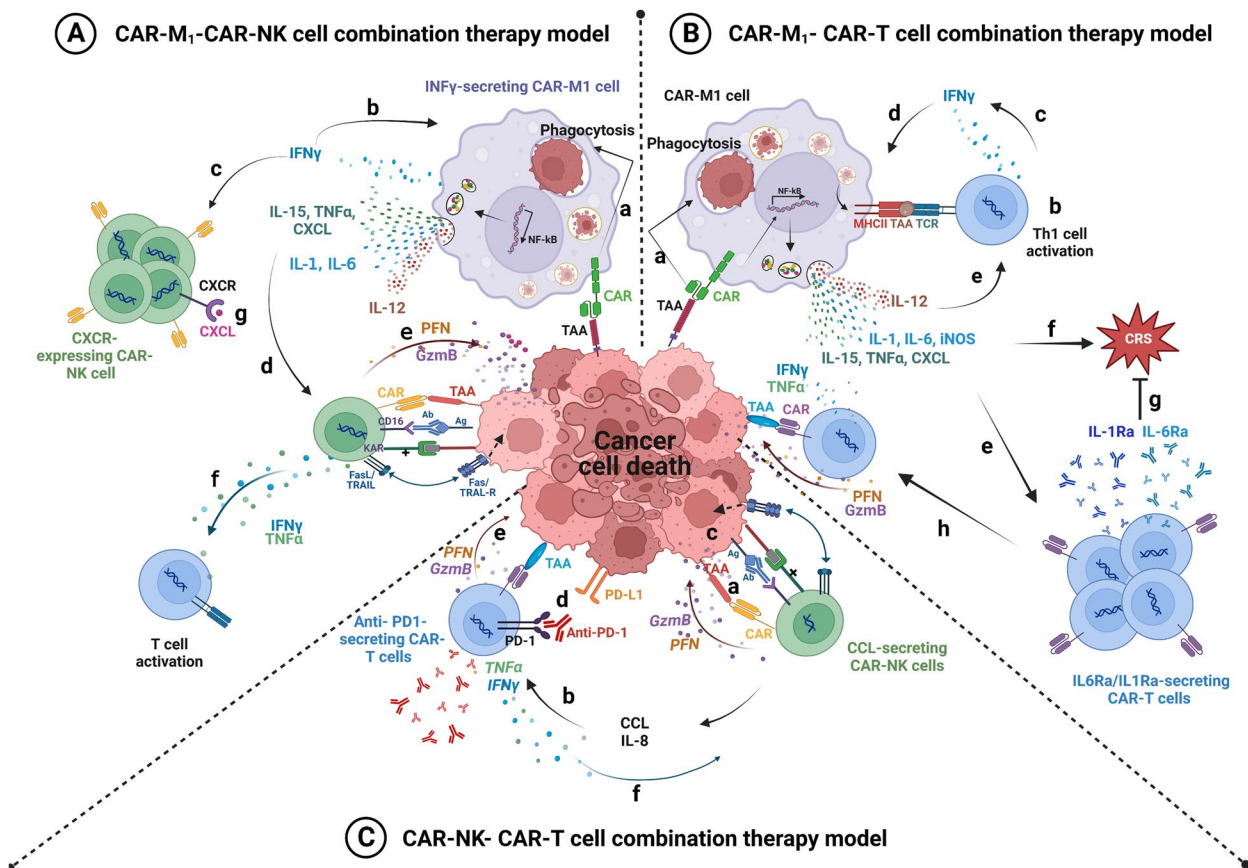 A
CAR-M₁-CAR-NK cell combination therapy model
INFγ-secreting CAR-M1 cell
b
Phagocytosis
IFNγ
c
a
IL-15, TNFα,
CXCL
NF-kB
IL-1, IL-6
IL-12
CXCR
CXCL
g
CXCR-
expressing CAR-
NK cell
CAR
TAA
d
e
PFN
GzmB
CAR
TAA
CD16
Ab
Ag
KAR
+
FasL/
TRAIL
Fas/
TRAL-R
f
IFNγ
TNFα
T cell
activation
Cancer
cell death
B
CAR-M₁- CAR-T cell combination therapy model
CAR-M1 cell
Phagocytosis
NF-kB
a
TAA
CAR
MHCII TAA TCR
IFNγ
d
c
b
Th1 cell
activation
e
IL-12
IL-1, IL-6, iNOS
IL-15, TNFα, CXCL
f
CRS
g
IL-1Ra
IL-6Ra
e
IFNγ
TNFα
TAA
CAR
PFN
GzmB
h
IL6Ra/IL1Ra-secreting
CAR-T cells
e
PFN
GzmB
TAA
d
PD-L1
Anti-PD-1
PD-1
Anti- PD1-
secreting CAR-
T cells
TNFα
IFNγ
b
CCL
IL-8
f
c
Ag
Ab
TAA
a
+
CAR
GzmB
PFN
CCL-secreting
CAR-NK cells
C
CAR-NK- CAR-T cell combination therapy model